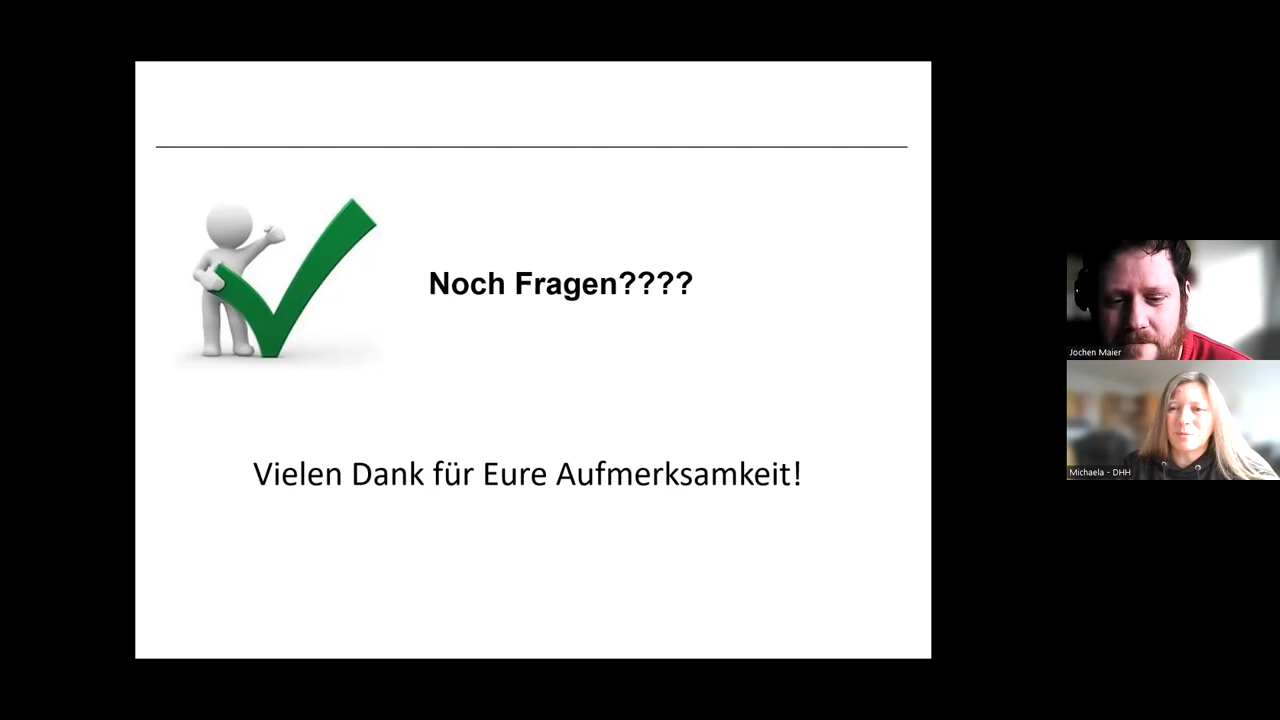 Noch Fragen????
Vielen Dank für Eure Aufmerksamkeit!
Jochen Maier
Michaela - DHH